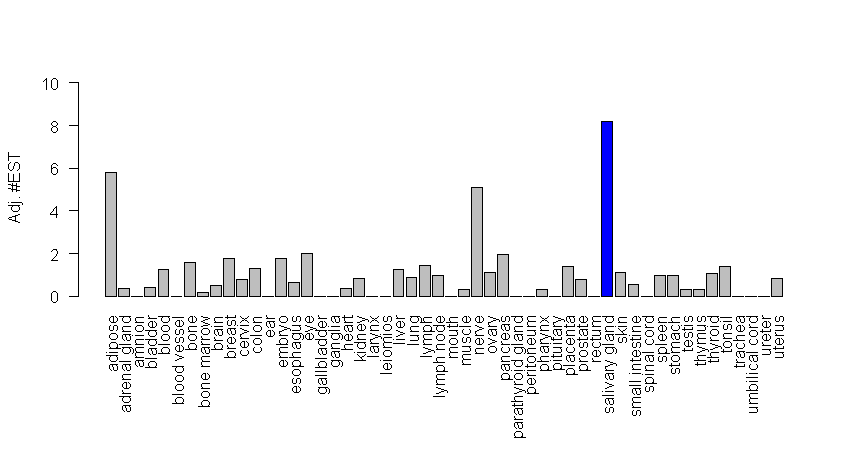 Adj. #EST
10
8
6
4
2
0
adipose
adrenal gland
amnion
bladder
blood
blood vessel
bone
bone marrow
brain
breast
cervix
colon
ear
embryo
esophagus
eye
gallbladder
ganglia
heart
kidney
larynx
leiomios
liver
lung
lymph
lymph node
mouth
muscle
nerve
ovary
pancreas
parathyroid gland
peritoneum
pharynx
pituitary
placenta
prostate
rectum
salivary gland
skin
small intestine
spinal cord
spleen
stomach
testis
thymus
thyroid
tonsil
trachea
umbilical cord
ureter
uterus